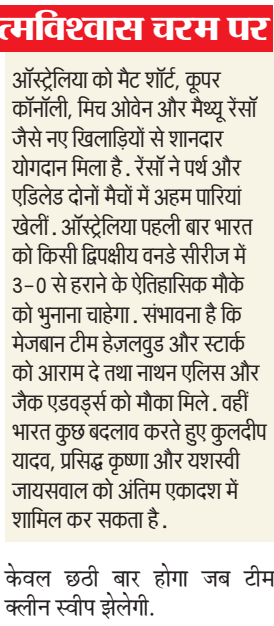 त्मविश्वास चरम पर
ऑस्ट्रेलिया को मैट शॉर्ट, कूपर
कॉनॉली, मिच ओवेन और मैथ्यू रेंसॉ
जैसे नए खिलाड़ियों से शानदार
योगदान मिला है. रेंसॉ ने पर्थ और
एडिलेड दोनों मैचों में अहम पारियां
खेलीं. ऑस्ट्रेलिया पहली बार भारत
को किसी द्विपक्षीय वनडे सीरीज में
3-0 से हराने के ऐतिहासिक मौके
को भुनाना चाहेगा. संभावना है कि
मेजबान टीम हेज़लवुड और स्टार्क
को आराम दे तथा नाथन एलिस और
जैक एडवर्ड्स को मौका मिले. वहीं
भारत कुछ बदलाव करते हुए कुलदीप
यादव, प्रसिद्ध कृष्णा और यशस्वी
जायसवाल को अंतिम एकादश में
शामिल कर सकता है.
केवल छठी बार होगा जब टीम
क्लीन स्वीप झेलेगी.